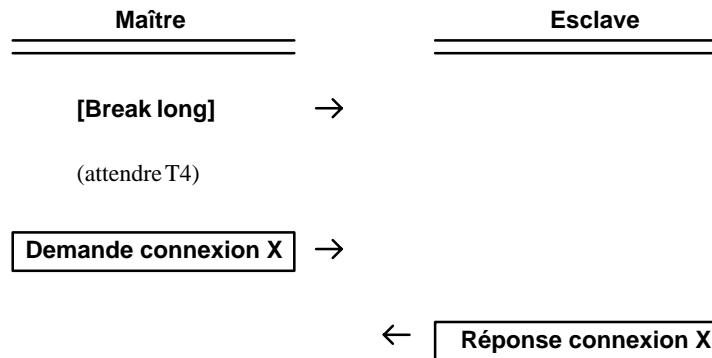 Maître Esclave
[Break long] →
(attendre T4)
Demande connexion X →
← Réponse connexion X